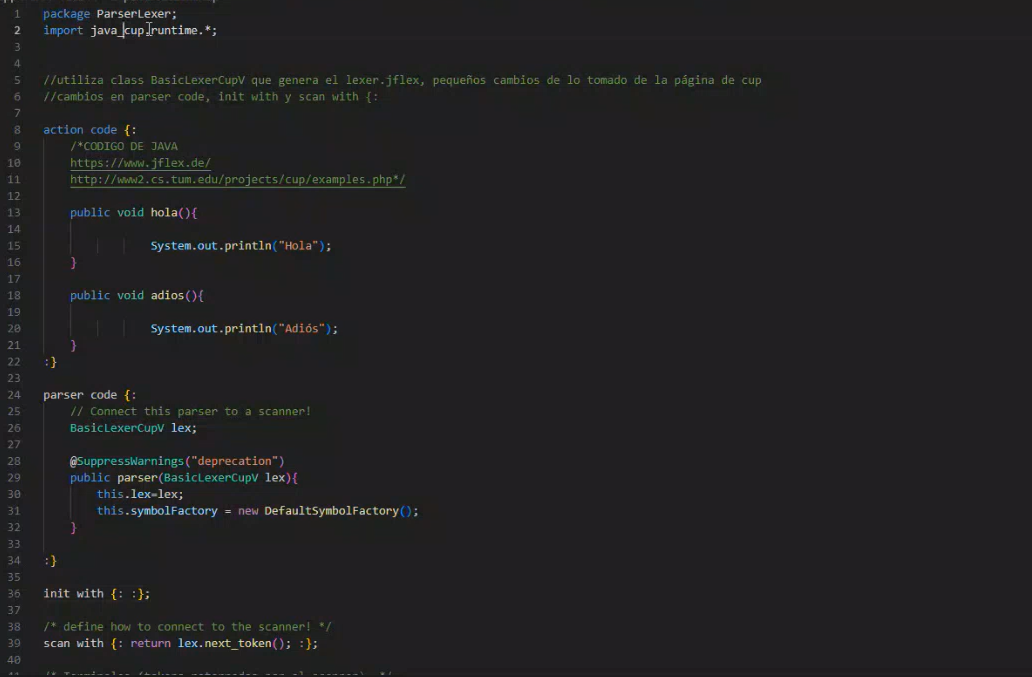 1 package ParserLexer;
2 import java_cup.runtime.*;
3
4
5 //utiliza class BasicLexerCupV que genera el lexer.jflex, pequeños cambios de lo tomado de la página de cup
6 //cambios en parser code, init with y scan with {:
7
8 action code {:
9 /*CODIGO DE JAVA
10 https://www.jflex.de/
11 http://www2.cs.tum.edu/projects/cup/examples.php*/
12
13 public void hola(){
14
15 System.out.println("Hola");
16 }
17
18 public void adios(){
19
20 System.out.println("Adiós");
21 }
22 :}
23
24 parser code {:
25 // Connect this parser to a scanner!
26 BasicLexerCupV lex;
27
28 @SuppressWarnings("deprecation")
29 public parser(BasicLexerCupV lex){
30 this.lex=lex;
31 this.symbolFactory = new DefaultSymbolFactory();
32 }
33
34 :}
35
36 init with {: :};
37
38 /* define how to connect to the scanner! */
39 scan with {: return lex.next_token(); :};
40